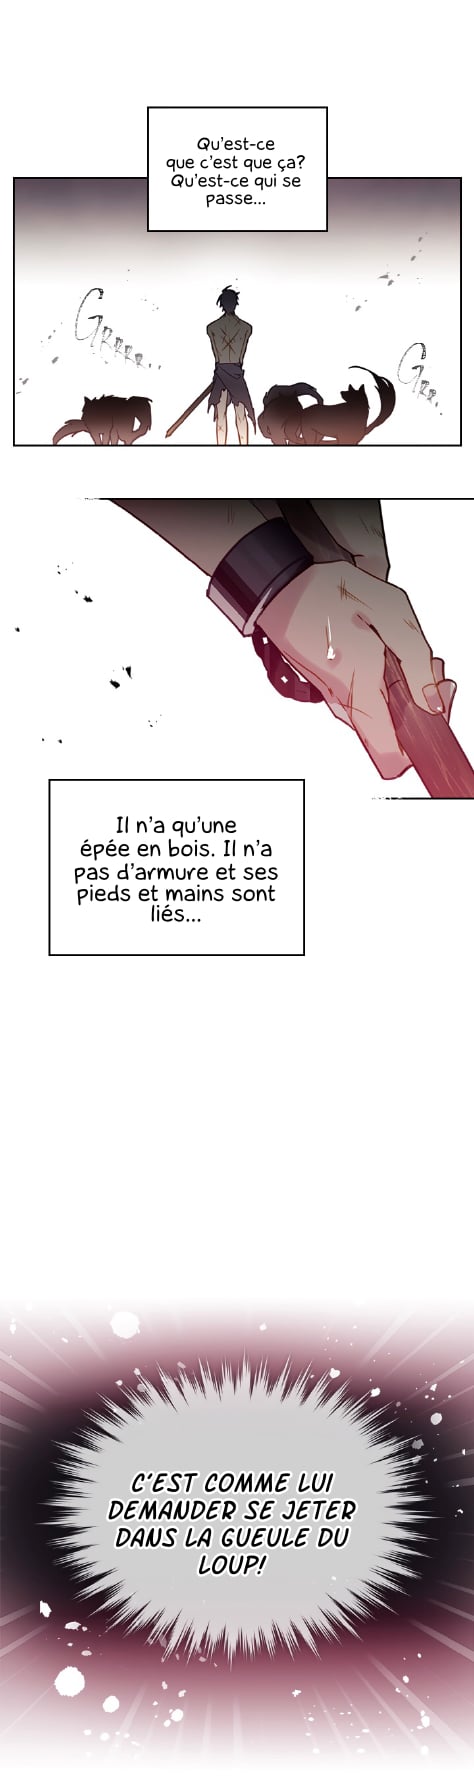 Qu'est-ce
que c'est que ça?
Qu'est-ce qui se
passe...
GRRRR...
GRR..
Il n'a qu'une
épée en bois. Il n'a
pas d'armure et ses
pieds et mains sont
liés...
C'EST COMME LUI
DEMANDER SE JETER
DANS LA GUEULE DU
LOUP!